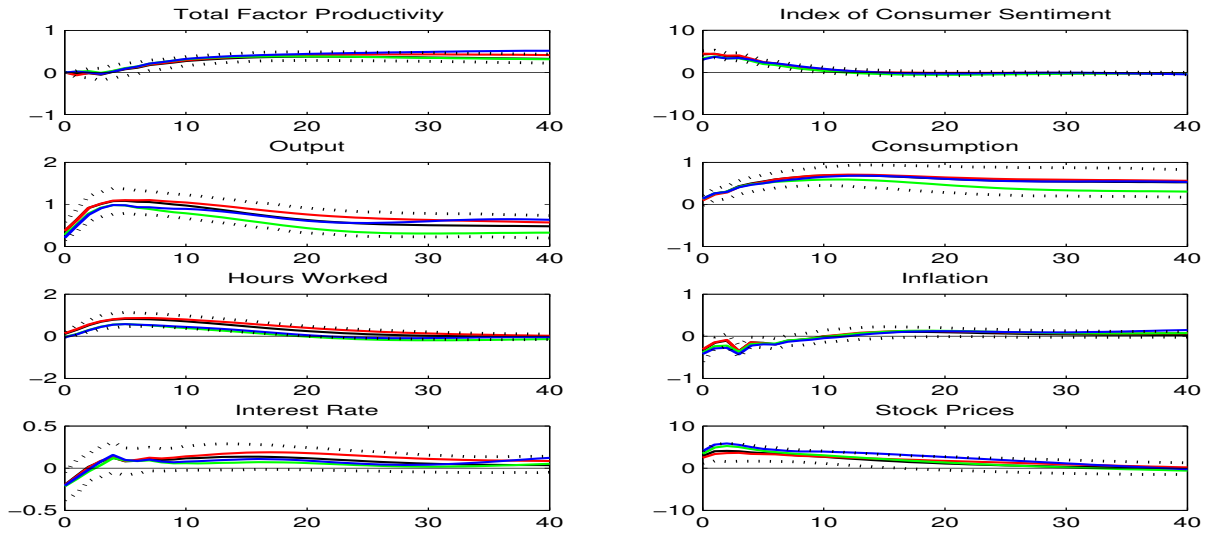 Total Factor Productivity
1
0
−1
0 10 20 30 40
Index of Consumer Sentiment
10
0
−10
0 10 20 30 40
Output
2
1
0
0 10 20 30 40
Consumption
1
0
−1
0 10 20 30 40
Hours Worked
2
0
−2
0 10 20 30 40
Inflation
1
0
−1
0 10 20 30 40
Interest Rate
0.5
0
−0.5
0 10 20 30 40
Stock Prices
10
0
−10
0 10 20 30 40